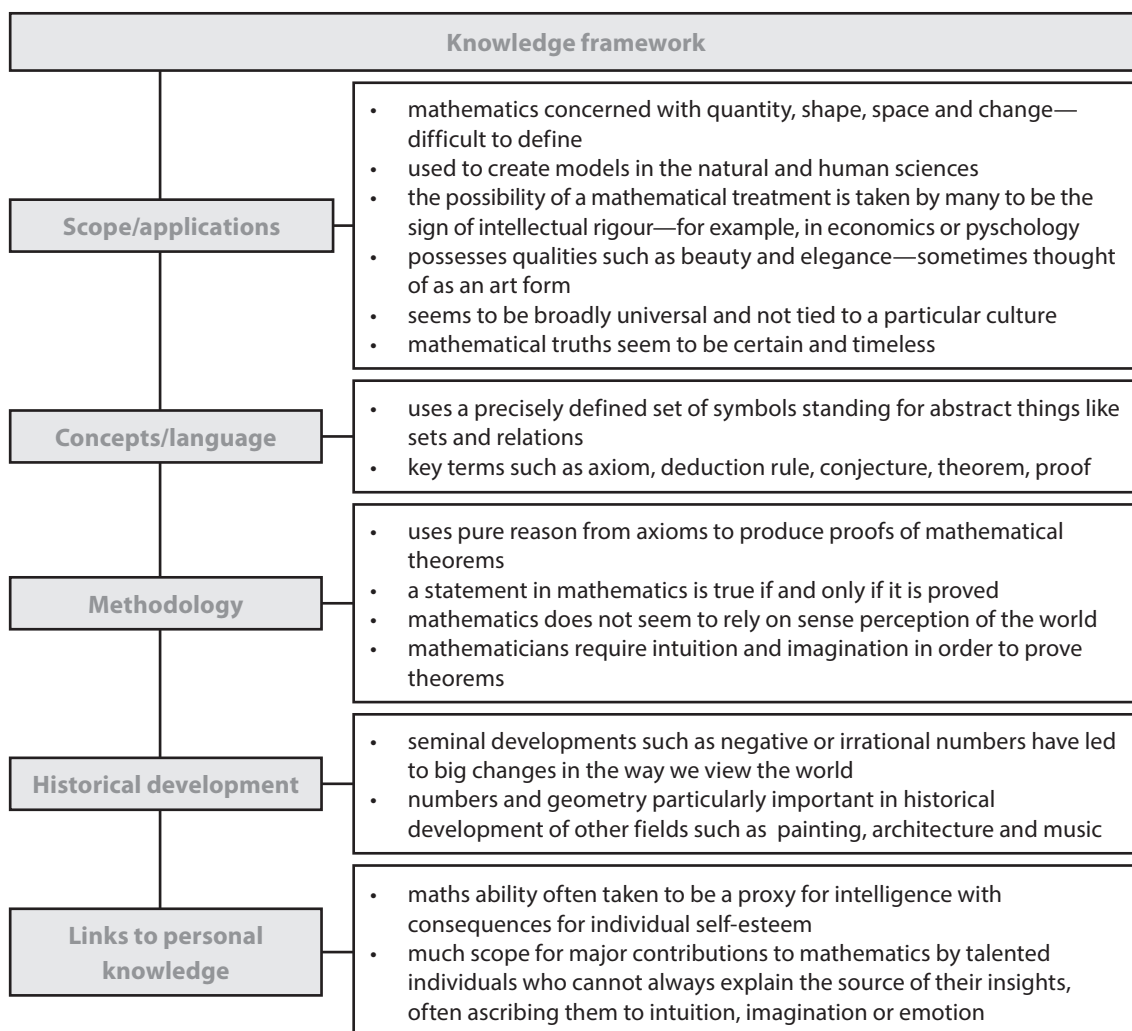 Knowledge framework
Scope/applications
• mathematics concerned with quantity, shape, space and change—
difficult to define
• used to create models in the natural and human sciences
• the possibility of a mathematical treatment is taken by many to be the
sign of intellectual rigour—for example, in economics or pyschology
• possesses qualities such as beauty and elegance—sometimes thought
of as an art form
• seems to be broadly universal and not tied to a particular culture
• mathematical truths seem to be certain and timeless
Concepts/language
• uses a precisely defined set of symbols standing for abstract things like
sets and relations
• key terms such as axiom, deduction rule, conjecture, theorem, proof
Methodology
• uses pure reason from axioms to produce proofs of mathematical
theorems
• a statement in mathematics is true if and only if it is proved
• mathematics does not seem to rely on sense perception of the world
• mathematicians require intuition and imagination in order to prove
theorems
Historical development
• seminal developments such as negative or irrational numbers have led
to big changes in the way we view the world
• numbers and geometry particularly important in historical
development of other fields such as painting, architecture and music
Links to personal
knowledge
• maths ability often taken to be a proxy for intelligence with
consequences for individual self-esteem
• much scope for major contributions to mathematics by talented
individuals who cannot always explain the source of their insights,
often ascribing them to intuition, imagination or emotion